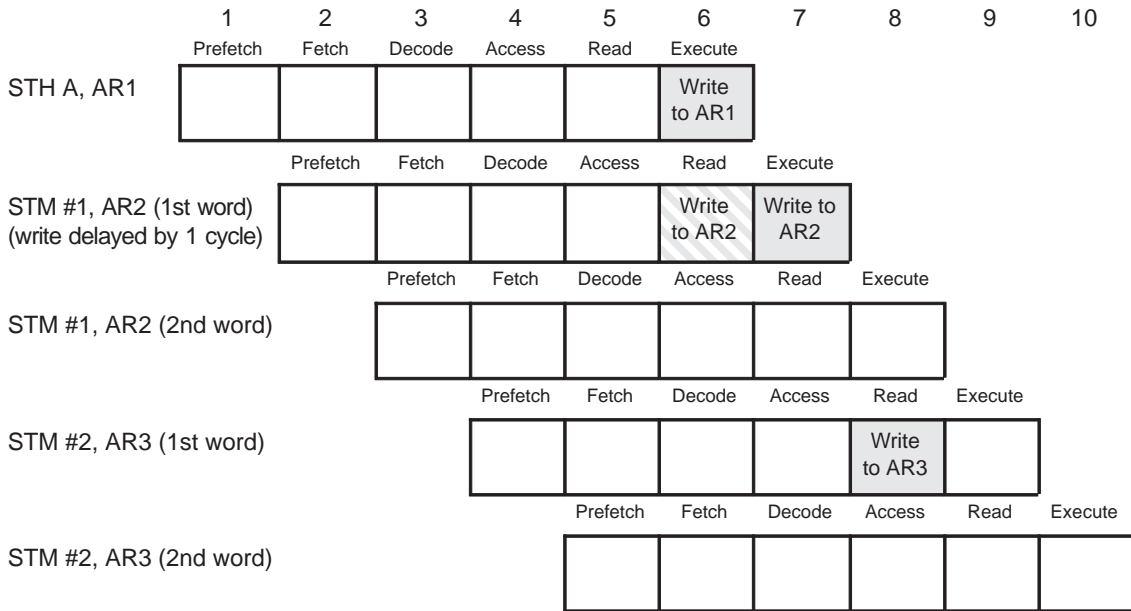 1 2 3 4 5 6 7 8 9 10
Prefetch Fetch Decode Access Read Execute
STH A, AR1
Write
to AR1
Prefetch Fetch Decode Access Read Execute
STM #1, AR2 (1st word)
(write delayed by 1 cycle)
Write
to AR2
Write to
AR2
Prefetch Fetch Decode Access Read Execute
STM #1, AR2 (2nd word)
Prefetch Fetch Decode Access Read Execute
STM #2, AR3 (1st word)
Write
to AR3
Prefetch Fetch Decode Access Read Execute
STM #2, AR3 (2nd word)